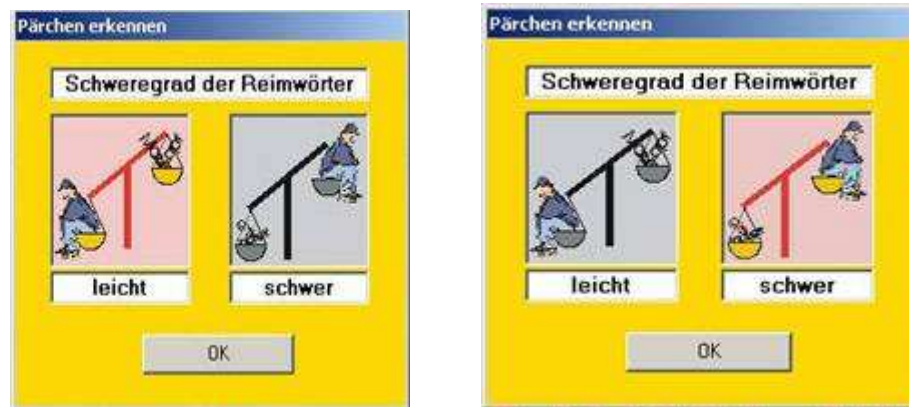 Pärchen erkennen
Schweregrad der Reimwörter
leicht schwer
OK
Pärchen erkennen
Schweregrad der Reimwörter
leicht schwer
OK